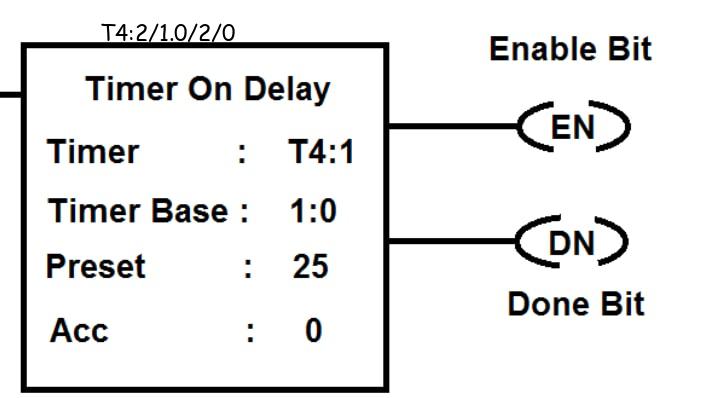 T4:2/1.0/2/0
Enable Bit
Timer On Delay
EN
Timer : T4:1
Timer Base : 1:0
DN
Preset : 25
Done Bit
Acc : 0